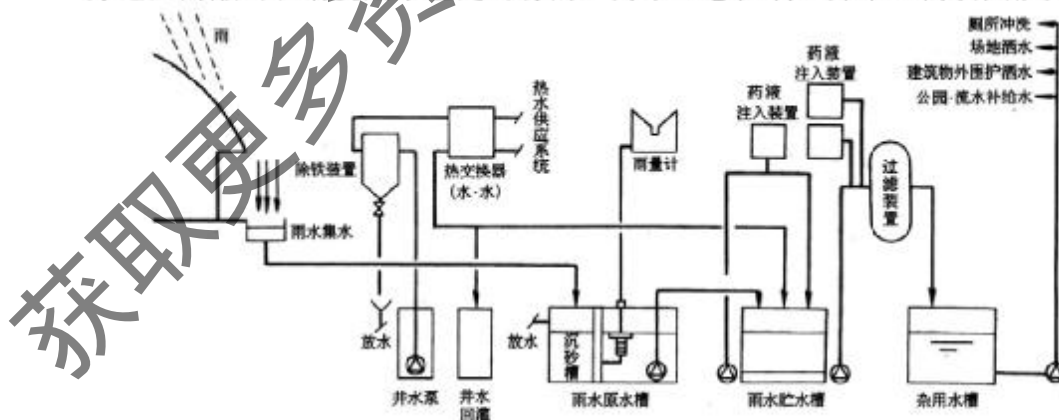 雨
厕所冲洗
场地洒水
建筑物外围护洒水
公园·流水补给水
药液
注入装置
药液
注入装置
热水供应系统
除铁装置
热交换器
(水·水)
雨量计
过滤装置
雨水集水
放水
井水泵
井水
回灌
放水
沉砂槽
雨水原水槽
雨水贮水槽
杂用水槽
获取更多资